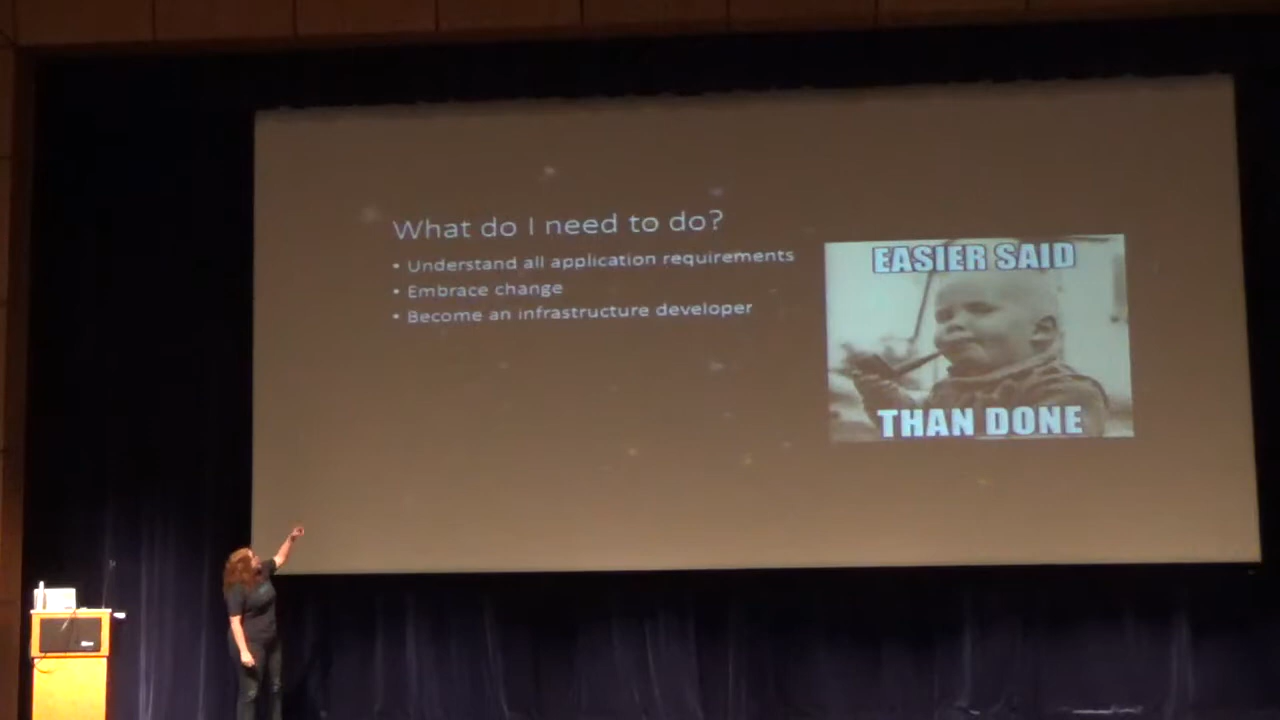 What do I need to do?
• Understand all application requirements
• Embrace change
• Become an infrastructure developer
EASIER SAID
THAN DONE